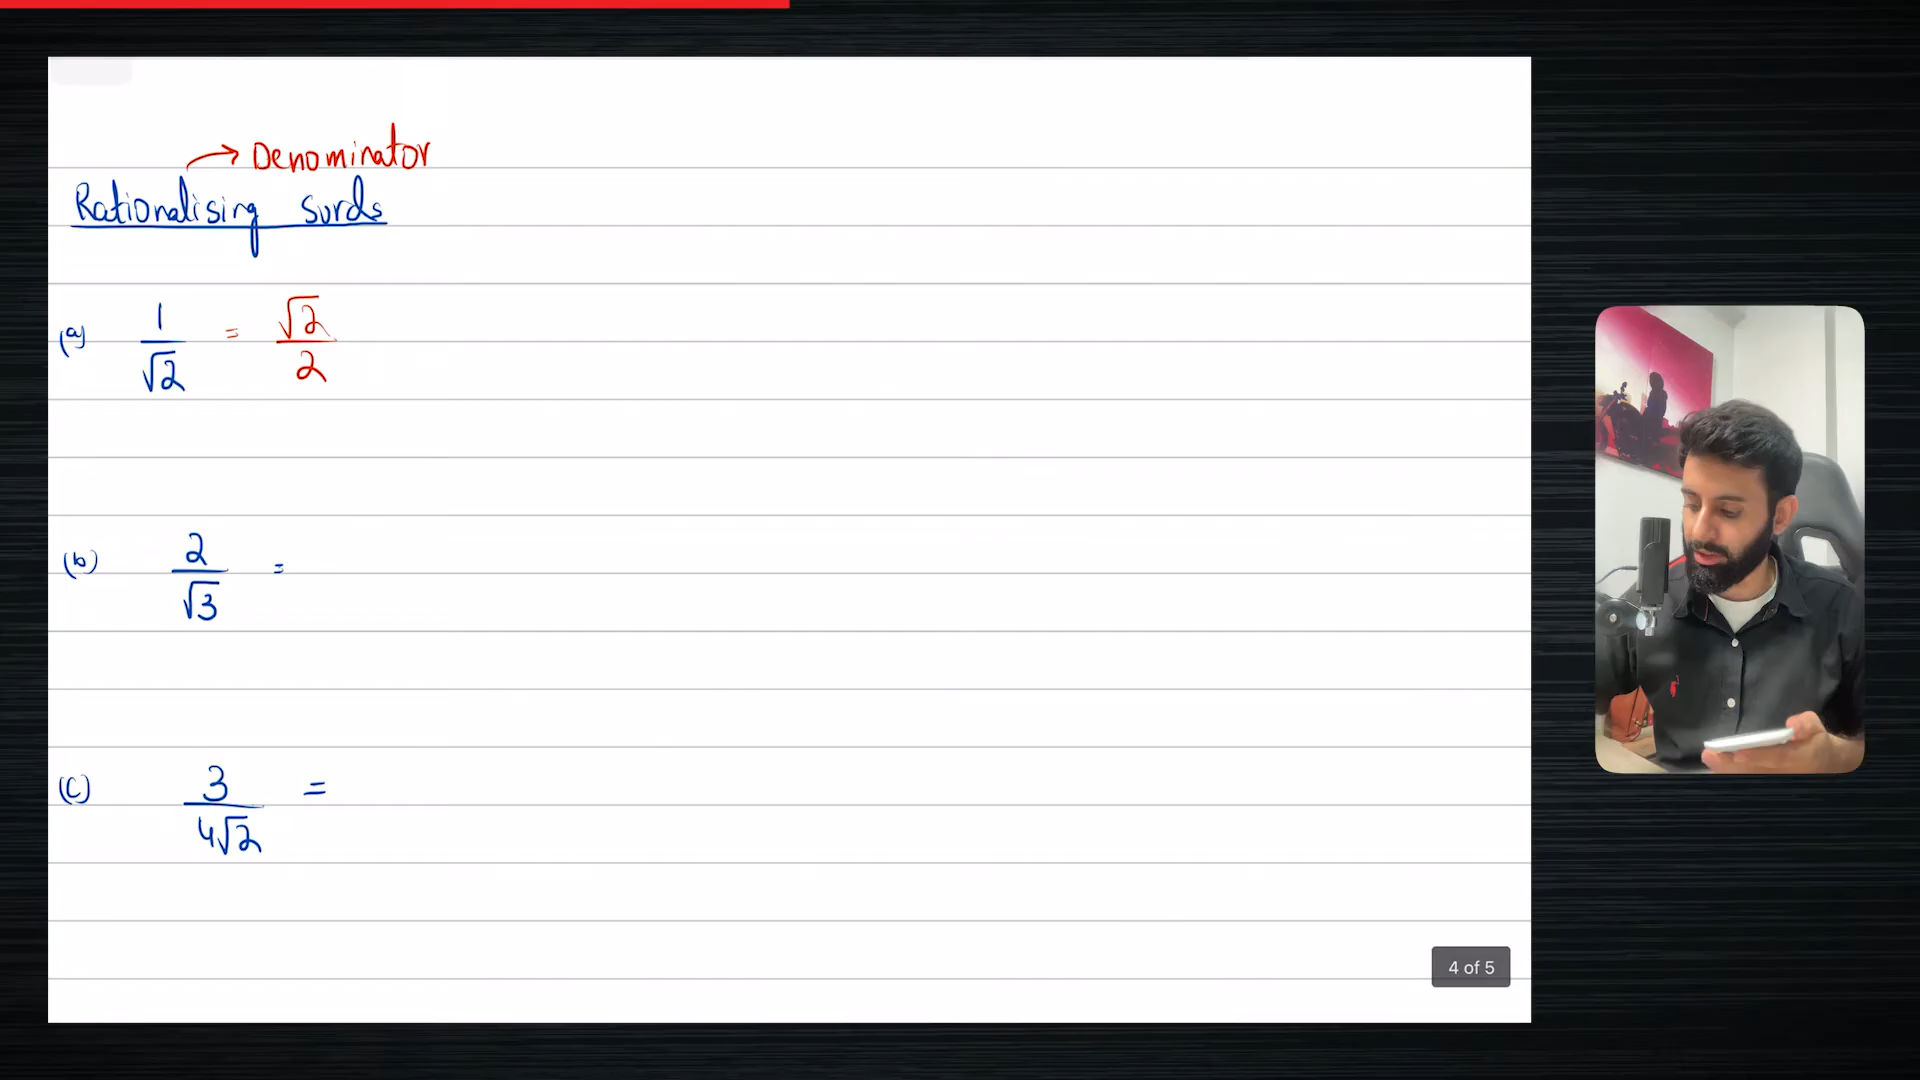 → Denominator
Rationalising surds
(a) 1/√2 = √2/2
(b) 2/√3 =
(c) 3/4√2 =
4 of 5